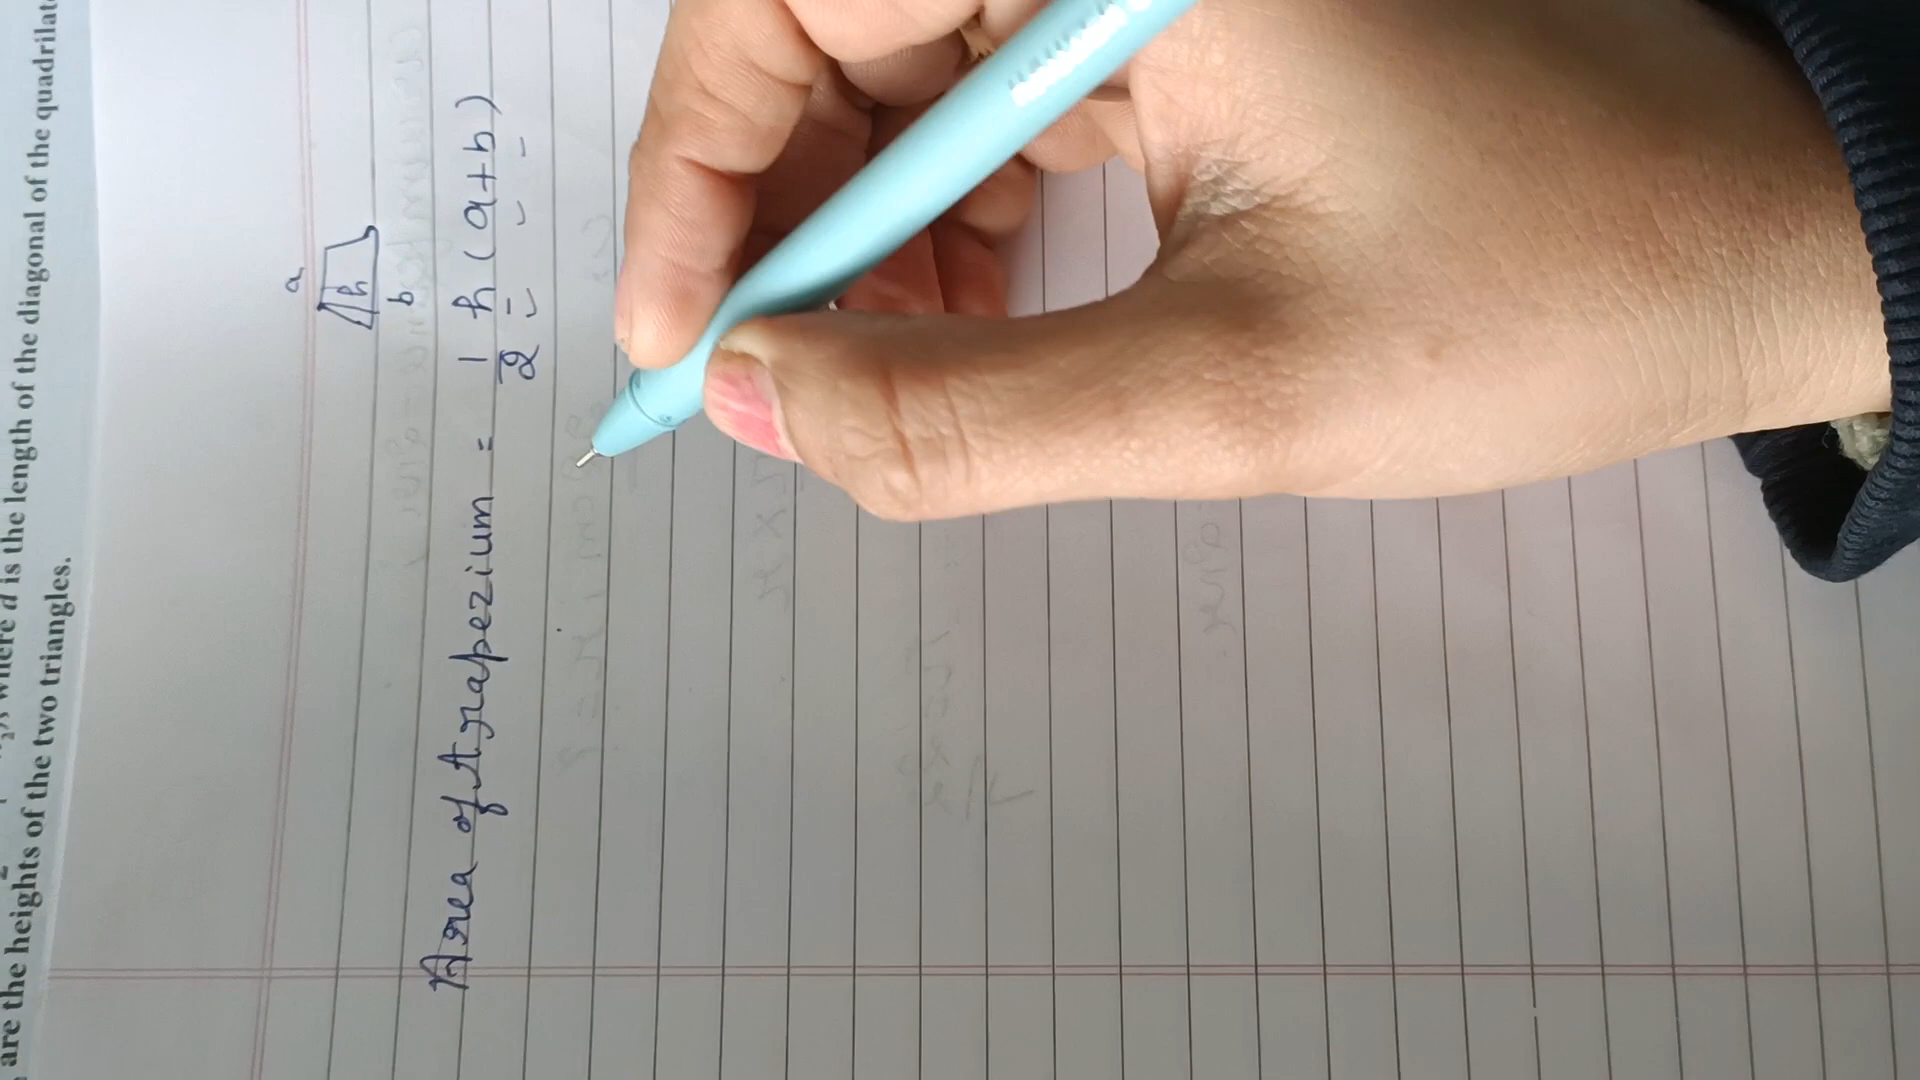 where d is the length of the diagonal of the
are the heights of the two triangles.
a
h
b
Area of trapezium = 1/2 h (a+b)